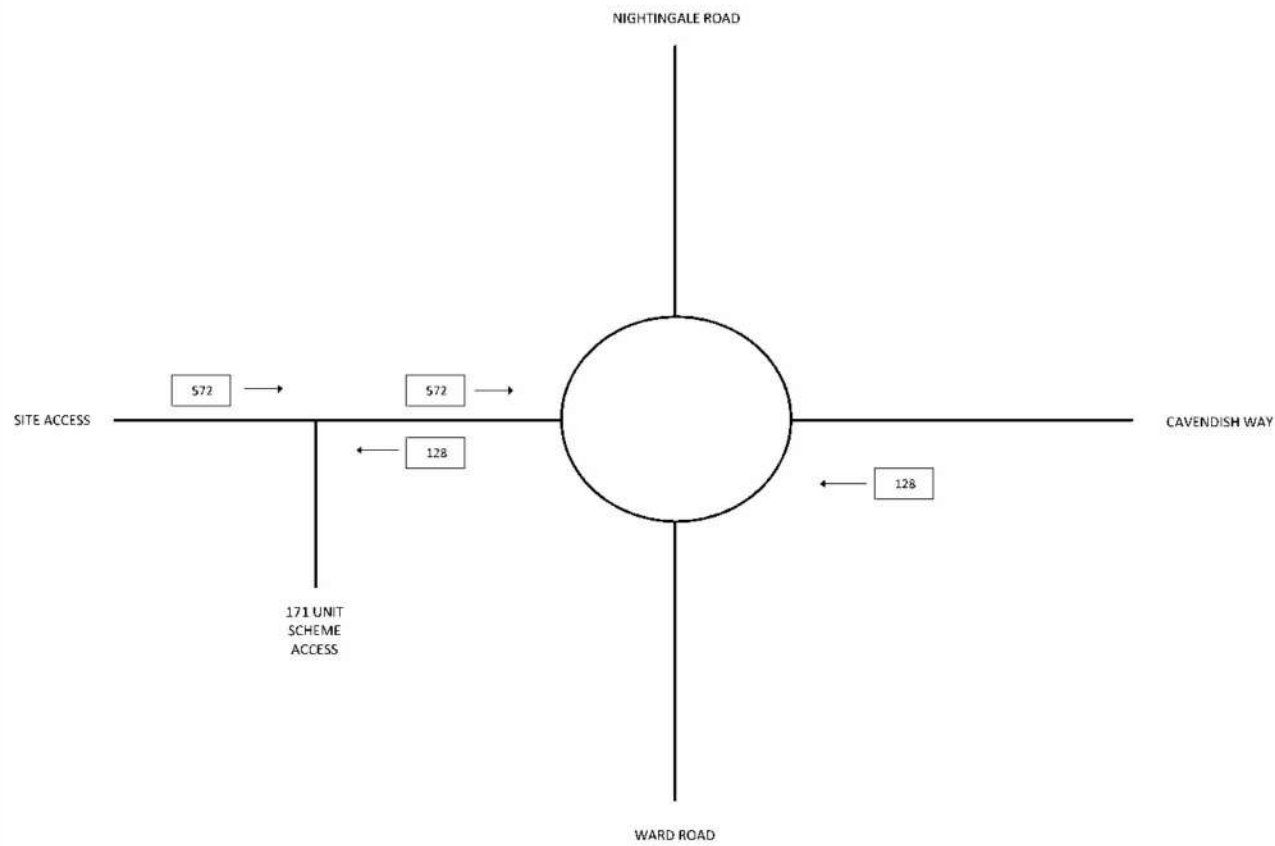 NIGHTINGALE ROAD
572
572
SITE ACCESS
CAVENDISH WAY
128
128
171 UNIT
SCHEME
ACCESS
WARD ROAD